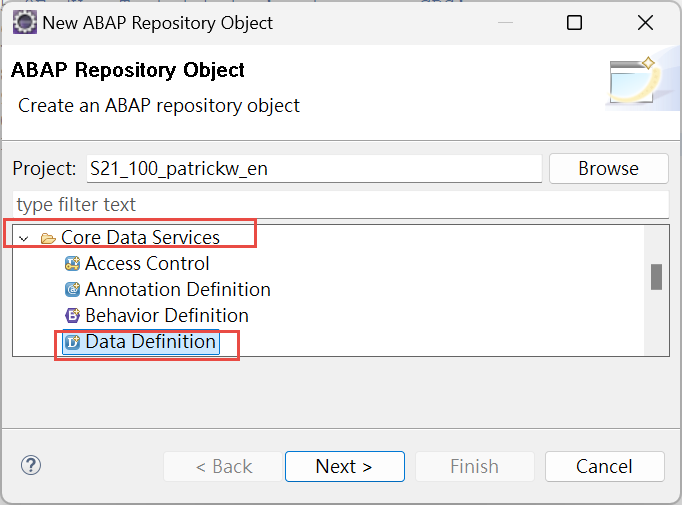 New ABAP Repository Object
ABAP Repository Object
Create an ABAP repository object
Project: S21_100_patrickw_en Browse
type filter text
Core Data Services
Access Control
Annotation Definition
Behavior Definition
Data Definition
? < Back Next > Finish Cancel